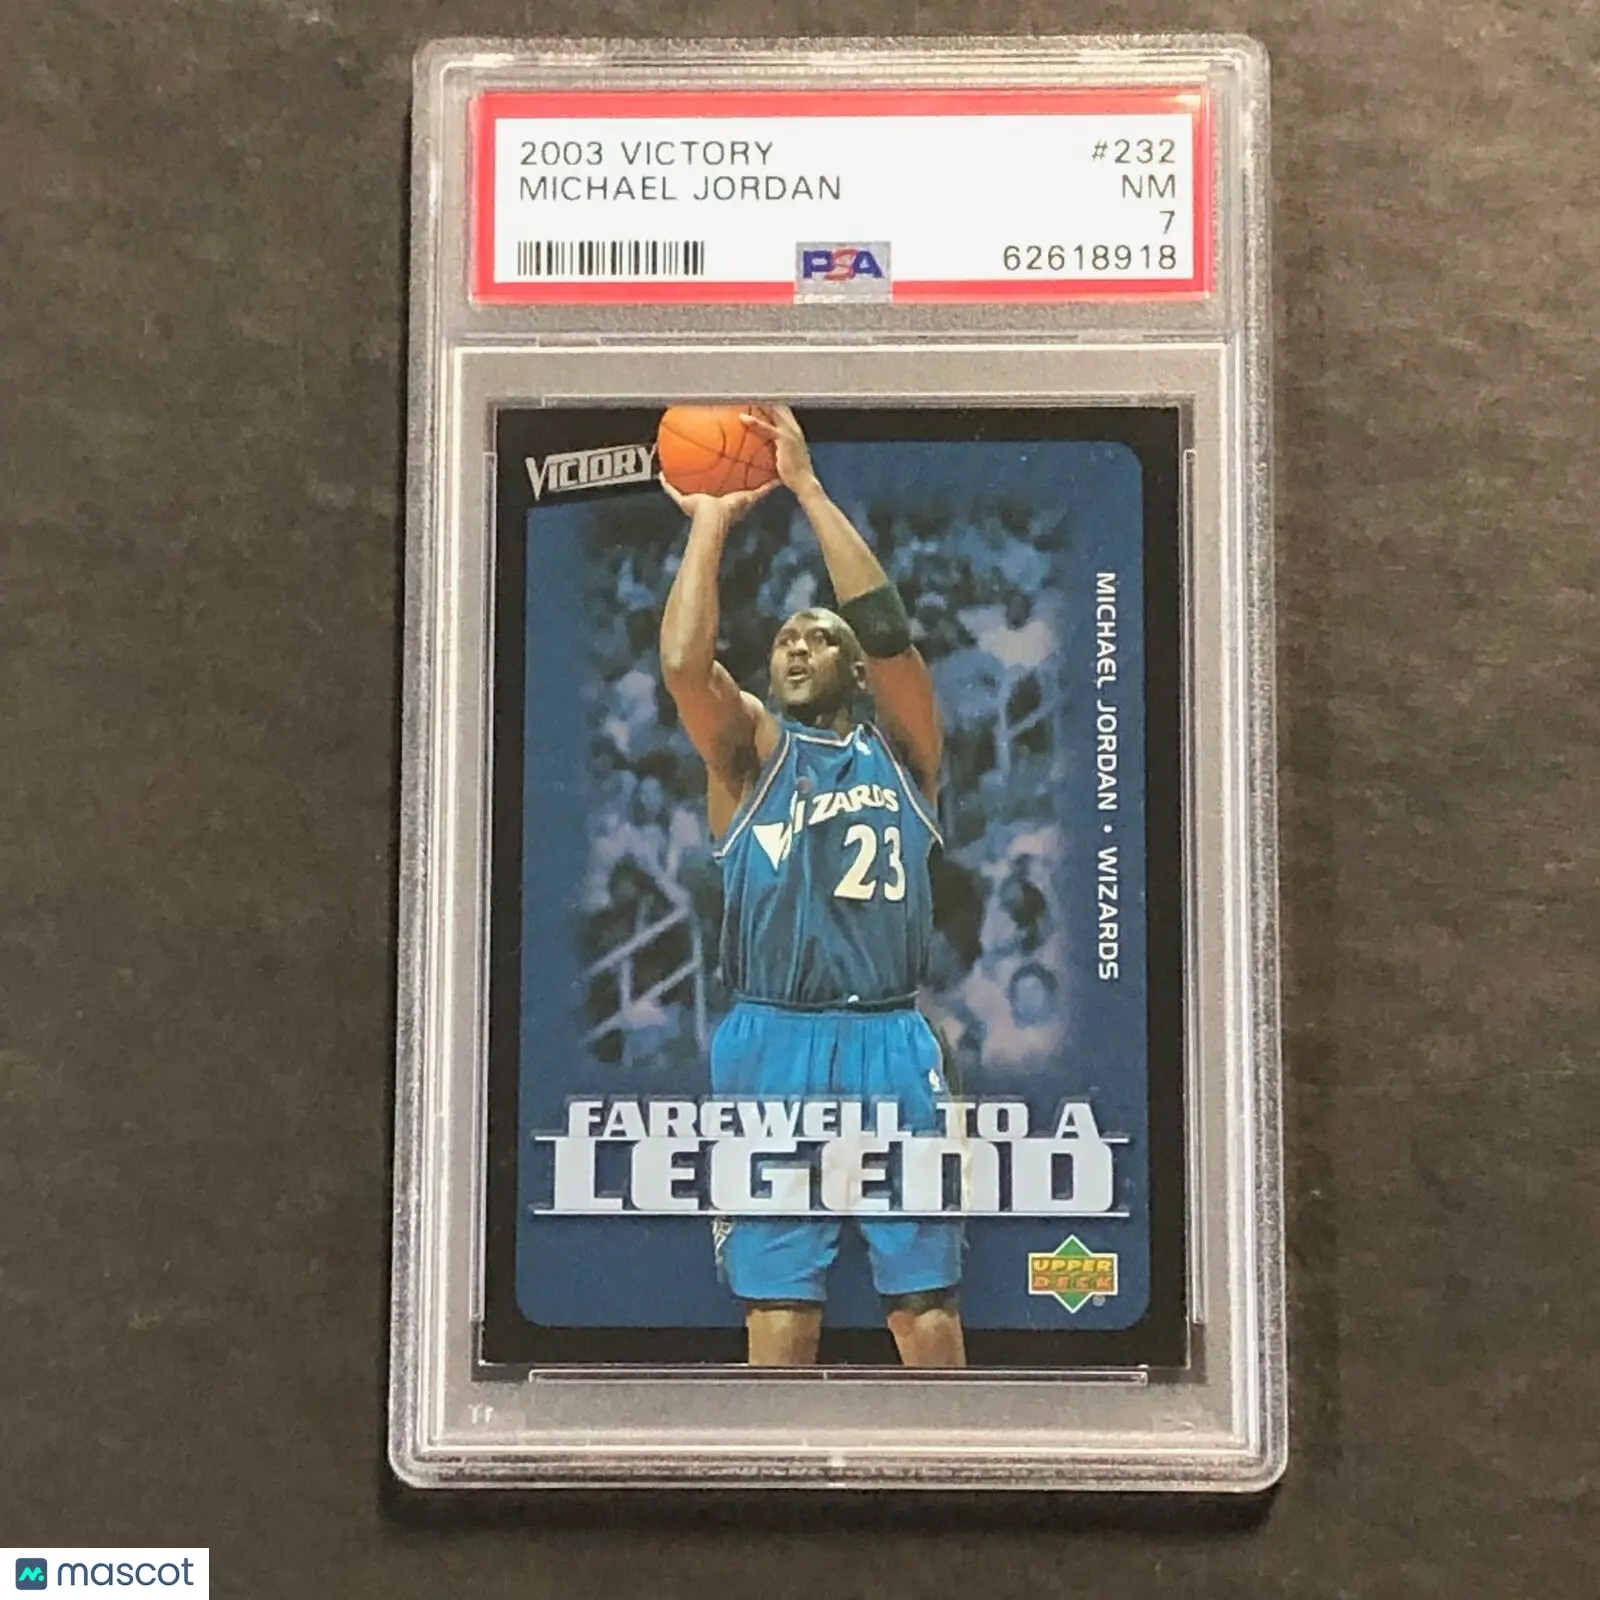 2003 VICTORY #232
MICHAEL JORDAN NM
7
PSA 62618918
VICTORY
MICHAEL JORDAN • WIZARDS
WIZARDS
23
FAREWELL TO A
LEGEND
UPPER
DECK
®
mascot